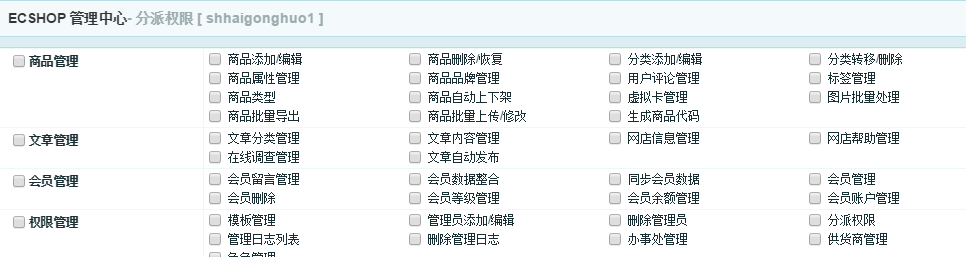 ECSHOP 管理中心- 分派权限 [ shhaigonghuo1 ]
商品管理 商品添加/编辑 商品删除/恢复 分类添加/编辑 分类转移/删除
商品属性管理 商品品牌管理 用户评论管理 标签管理
商品类型 商品自动上下架 虚拟卡管理 图片批量处理
商品批量导出 商品批量上传/修改 生成商品代码
文章管理 文章分类管理 文章内容管理 网店信息管理 网店帮助管理
在线调查管理 文章自动发布
会员管理 会员留言管理 会员数据整合 同步会员数据 会员管理
会员删除 会员等级管理 会员余额管理 会员账户管理
权限管理 模板管理 管理员添加/编辑 删除管理员 分派权限
管理日志列表 删除管理日志 办事处管理 供货商管理